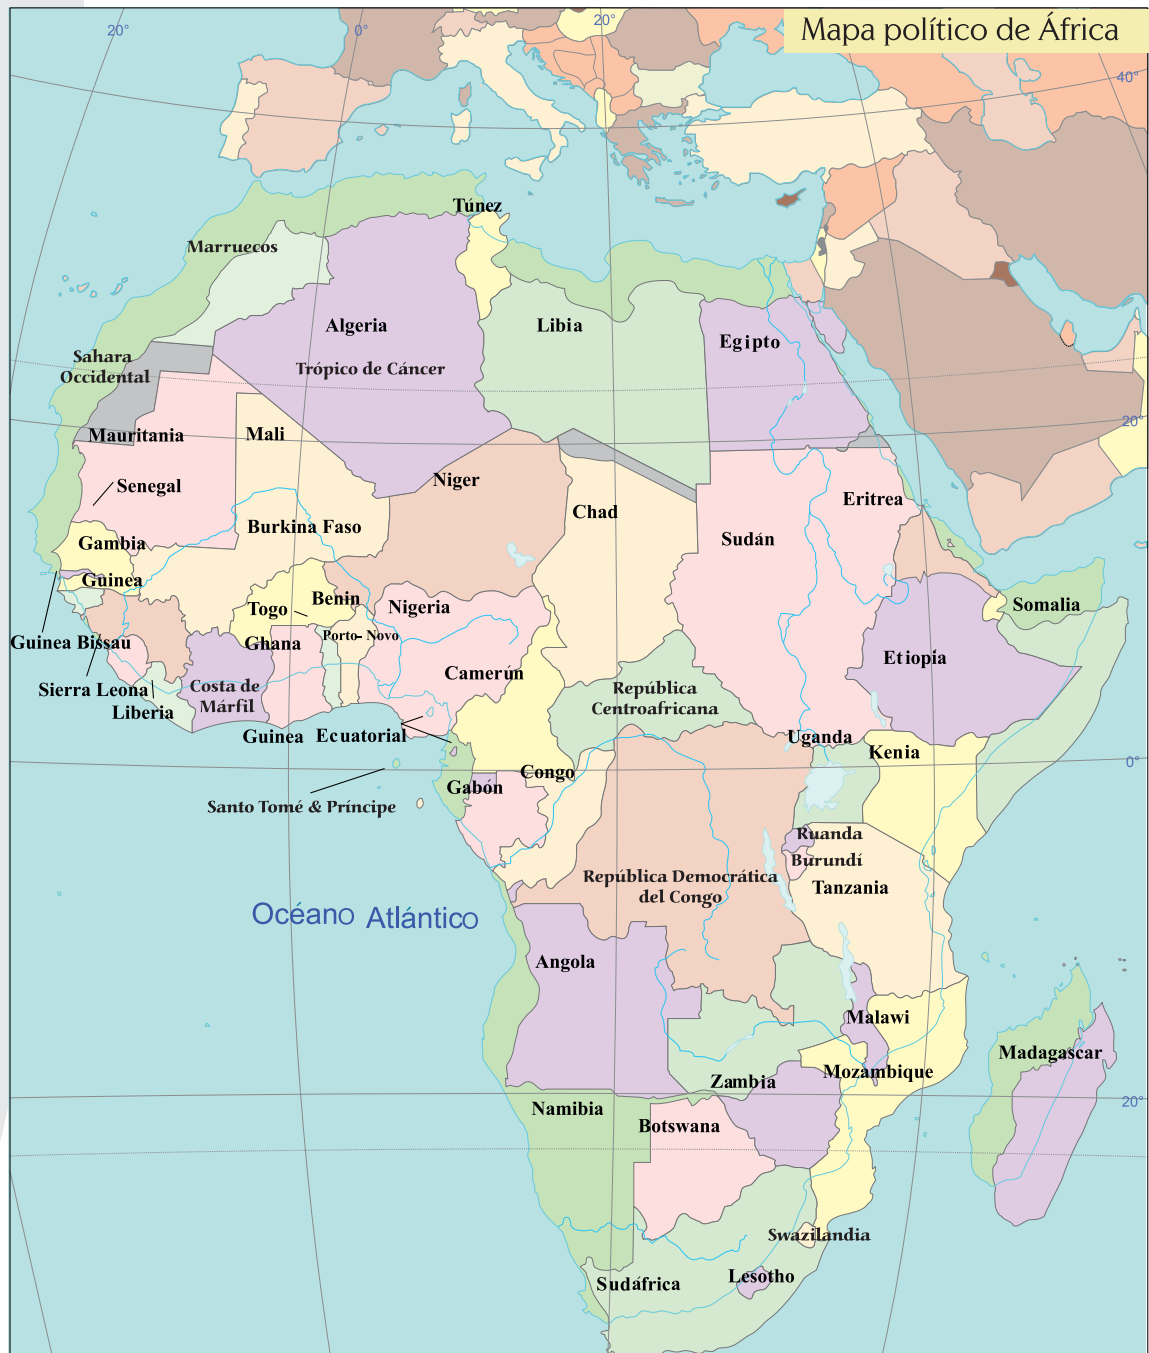 Mapa político de África
20°
0°
20°
40°
Túnez
Marruecos
Algeria
Libia
Egipto
Sahara
Occidental
Trópico de Cáncer
20°
Mauritania
Mali
Niger
Senegal
Chad
Eritrea
Burkina Faso
Sudán
Gambia
Guinea
Togo
Benin
Nigeria
Somalia
Guinea Bissau
Ghana
Porto- Novo
Etiopía
Camerún
Sierra Leona
Costa de
Márfil
República
Centroafricana
Liberia
Guinea Ecuatorial
Uganda
Kenia
0°
Congo
Gabón
Santo Tomé & Príncipe
Ruanda
Burundí
República Democrática
del Congo
Tanzania
Océano Atlántico
Angola
Malawi
Madagascar
Mozambique
Zambia
20°
Namibia
Botswana
Swazilandia
Sudáfrica
Lesotho
20°